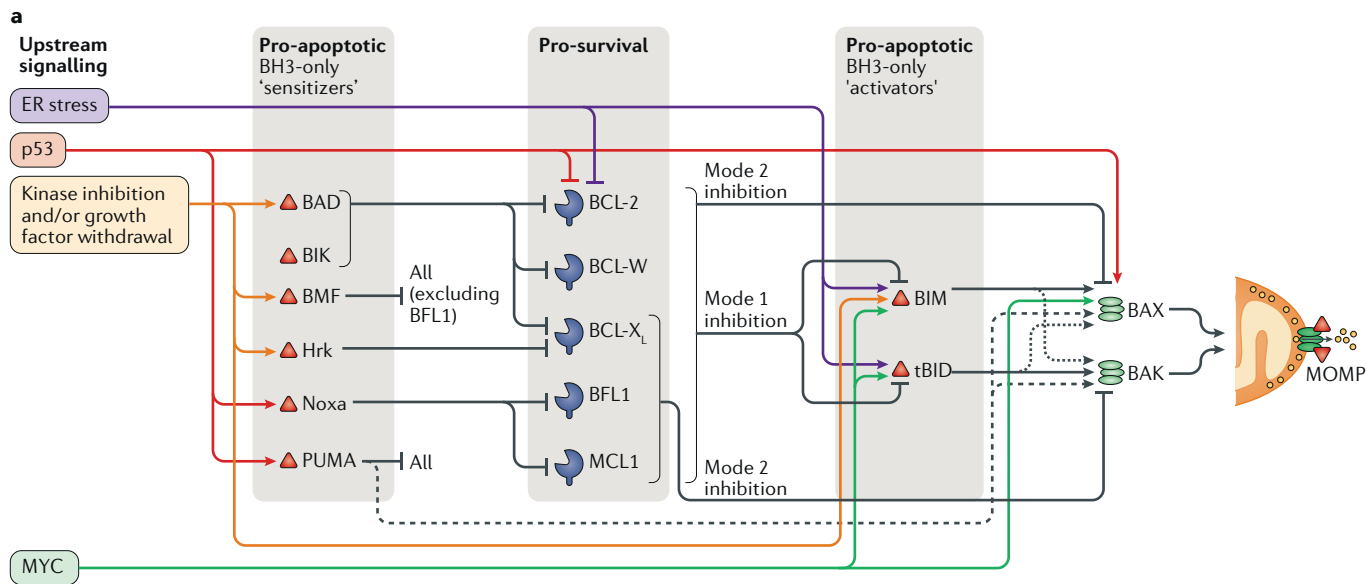 a
Upstream
signalling
Pro-apoptotic
BH3-only
‘sensitizers’
Pro-survival
Pro-apoptotic
BH3-only
'activators'
ER stress
p53
Kinase inhibition
and/or growth
factor withdrawal
BAD
BIK
BMF
Hrk
Noxa
PUMA
All
(excluding
BFL1)
All
BCL-2
BCL-W
BCL-XL
BFL1
MCL1
Mode 2
inhibition
Mode 1
inhibition
Mode 2
inhibition
BIM
tBID
BAX
BAK
MOMP
MYC